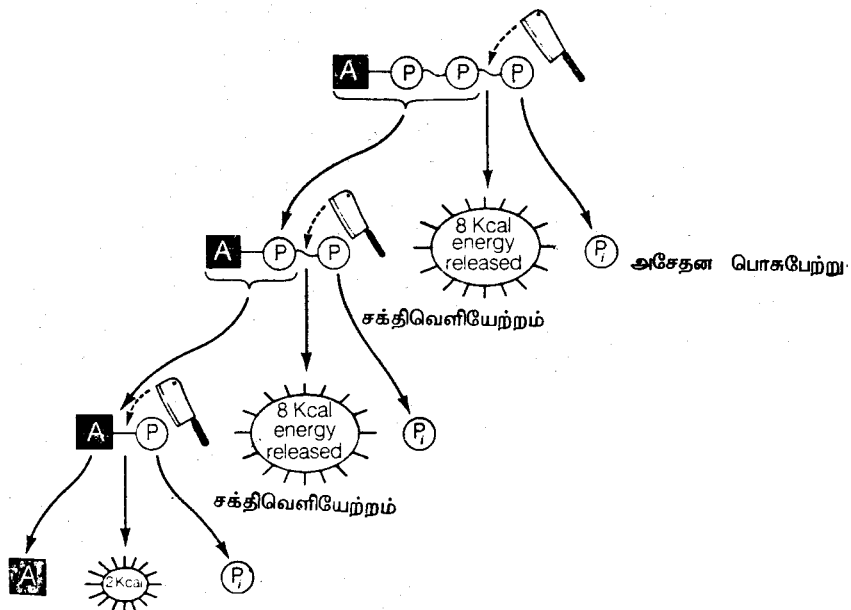 A P P P
8 Kcal
energy
released
Pi அசேதன பொசுபேற்று
A P P
சக்திவெளியேற்றம்
8 Kcal
energy
released
Pi
A P
சக்திவெளியேற்றம்
A 2 Kcal Pi